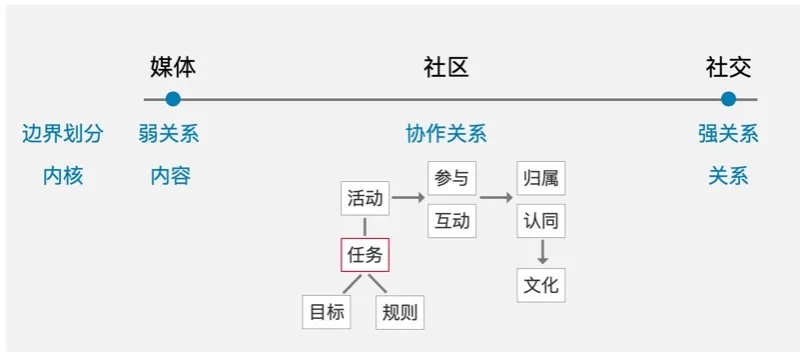 媒体 社区 社交
边界划分 弱关系 协作关系 强关系
内核 内容 关系
活动 参与 归属
互动 认同
任务
文化
目标 规则